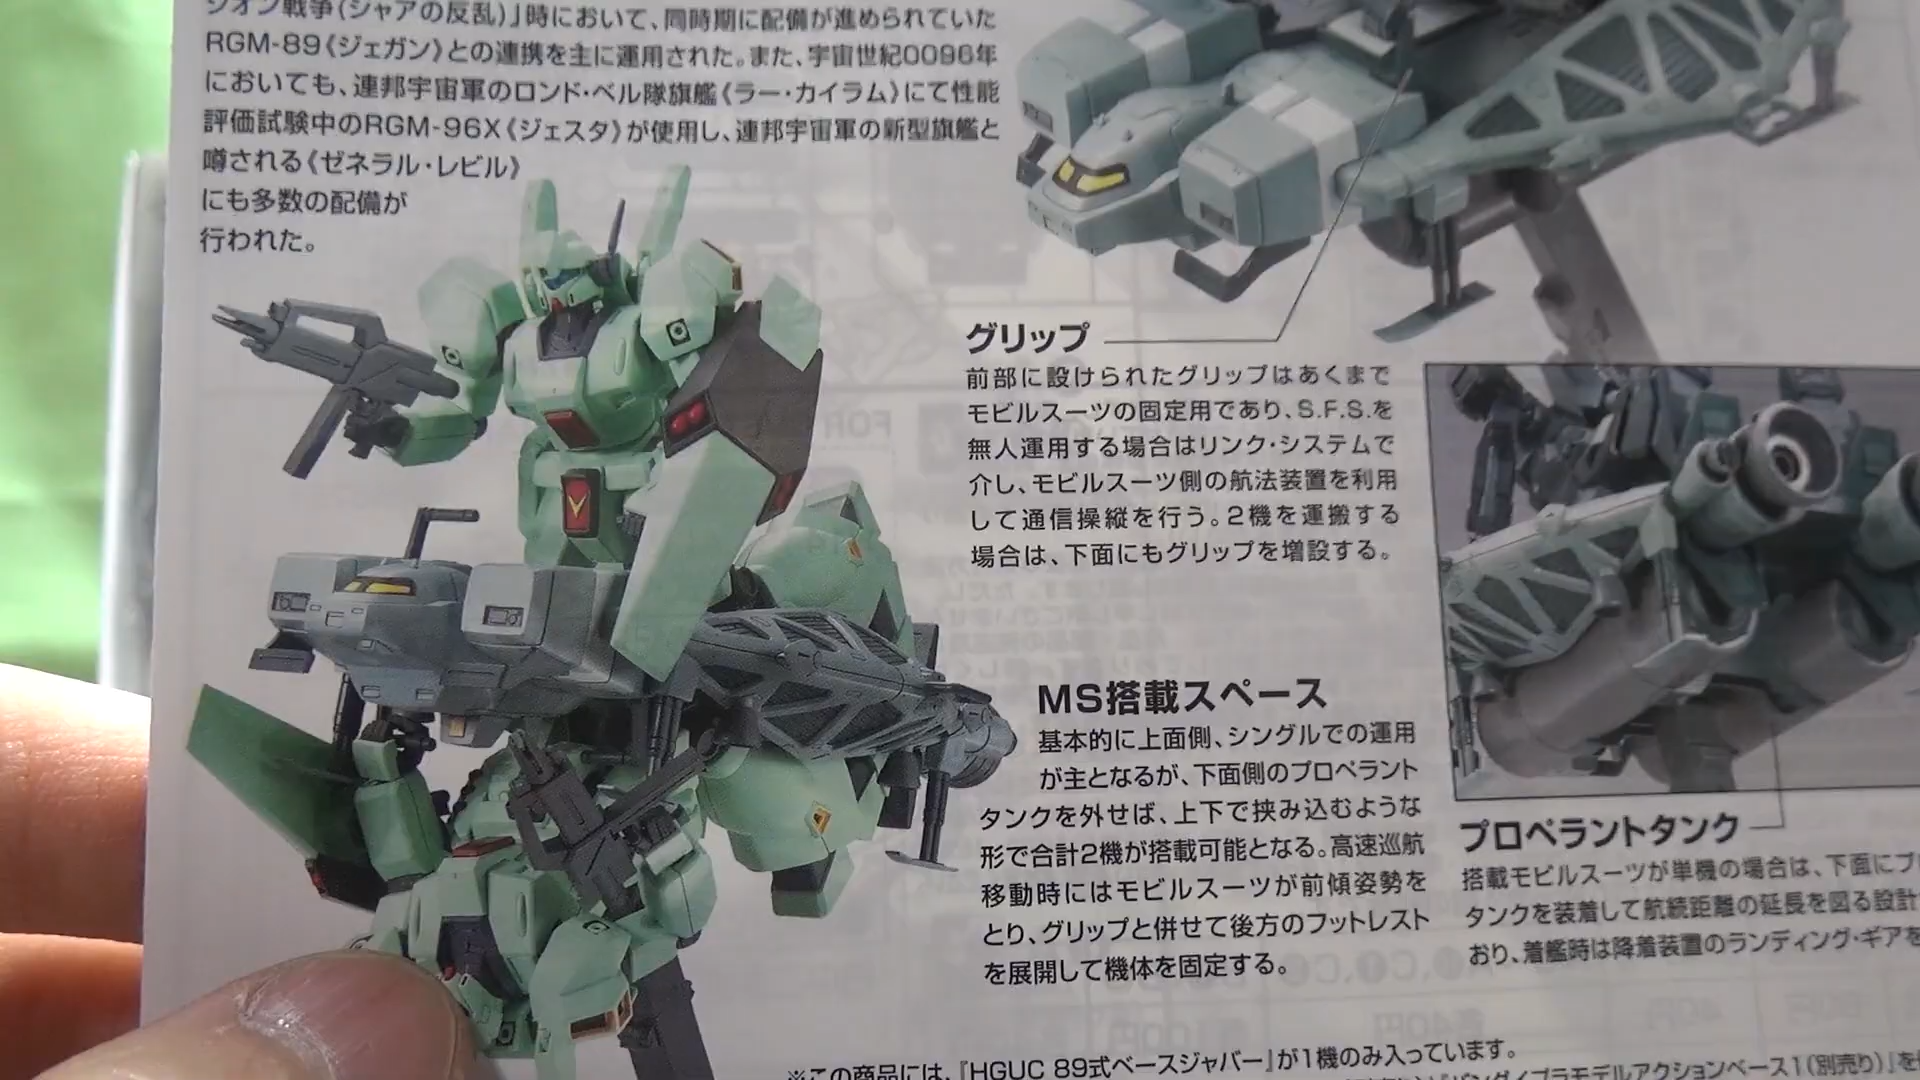 ジオン戦争(シャアの反乱)」時において、同時期に配備が進められていた
RGM-89《ジェガン》との連携を主に運用された。また、宇宙世紀0096年
においても、連邦宇宙軍のロンド・ベル隊旗艦《ラー・カイラム》にて性能
評価試験中のRGM-96X《ジェスタ》が使用し、連邦宇宙軍の新型旗艦と
噂される《ゼネラル・レビル》
にも多数の配備が
行われた。
グリップ
前部に設けられたグリップはあくまで
モビルスーツの固定用であり、S.F.S.を
無人運用する場合はリンク・システムで
介し、モビルスーツ側の航法装置を利用
して通信操縦を行う。2機を運搬する
場合は、下面にもグリップを増設する。
MS搭載スペース
基本的に上面側、シングルでの運用
が主となるが、下面側のプロペラント
タンクを外せば、上下で挟み込むような
形で合計2機が搭載可能となる。高速巡航
移動時にはモビルスーツが前傾姿勢を
とり、グリップと併せて後方のフットレスト
を展開して機体を固定する。
プロペラントタンク
搭載モビルスーツが単機の場合は、下面にプ
タンクを装着して航続距離の延長を図る設計
おり、着艦時は降着装置のランディング・ギアを
※この商品には、『HGUC 89式ベースジャバー』が1機のみ入っています。
『バンダイプラモデルアクションベース1(別売り)』を